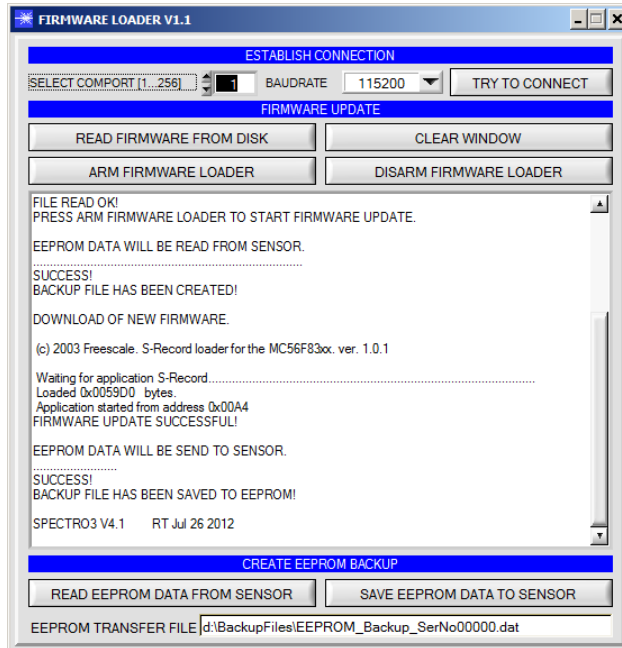 FIRMWARE LOADER V1.1
ESTABLISH CONNECTION
SELECT COMPORT [1...256] 1 BAUDRATE 115200 TRY TO CONNECT
FIRMWARE UPDATE
READ FIRMWARE FROM DISK CLEAR WINDOW
ARM FIRMWARE LOADER DISARM FIRMWARE LOADER
FILE READ OK!
PRESS ARM FIRMWARE LOADER TO START FIRMWARE UPDATE.
EEPROM DATA WILL BE READ FROM SENSOR.
................................................................................
SUCCESS!
BACKUP FILE HAS BEEN CREATED!
DOWNLOAD OF NEW FIRMWARE.
(c) 2003 Freescale. S-Record loader for the MC56F83xx. ver. 1.0.1
Waiting for application S-Record....................................................................................................
Loaded 0x0059D0 bytes.
Application started from address 0x00A4
FIRMWARE UPDATE SUCCESSFUL!
EEPROM DATA WILL BE SEND TO SENSOR.
.........................
SUCCESS!
BACKUP FILE HAS BEEN SAVED TO EEPROM!
SPECTRO3 V4.1 RT Jul 26 2012
CREATE EEPROM BACKUP
READ EEPROM DATA FROM SENSOR SAVE EEPROM DATA TO SENSOR
EEPROM TRANSFER FILE d:\BackupFiles\EEPROM_Backup_SerNo00000.dat